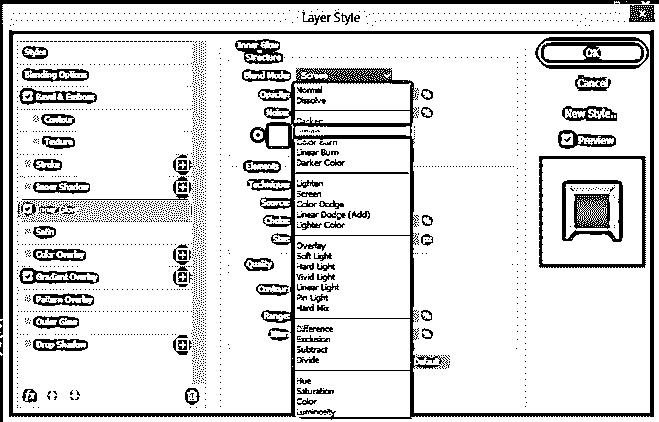 Layer Style
Styles
Blending Options
Bevel & Emboss
Contour
Texture
Stroke
Inner Shadow
Inner Glow
Satin
Color Overlay
Gradient Overlay
Pattern Overlay
Outer Glow
Drop Shadow
fx
Inner Glow
Structure
Blend Mode: Screen
Opacity:
Noise:
Elements
Technique:
Source:
Choke:
Size:
Quality
Contour:
Range:
Normal
Dissolve
Darken
Multiply
Color Burn
Linear Burn
Darker Color
Lighten
Screen
Color Dodge
Linear Dodge (Add)
Lighter Color
Overlay
Soft Light
Hard Light
Vivid Light
Linear Light
Pin Light
Hard Mix
Difference
Exclusion
Subtract
Divide
Hue
Saturation
Color
Luminosity
Default
OK
Cancel
New Style...
Preview